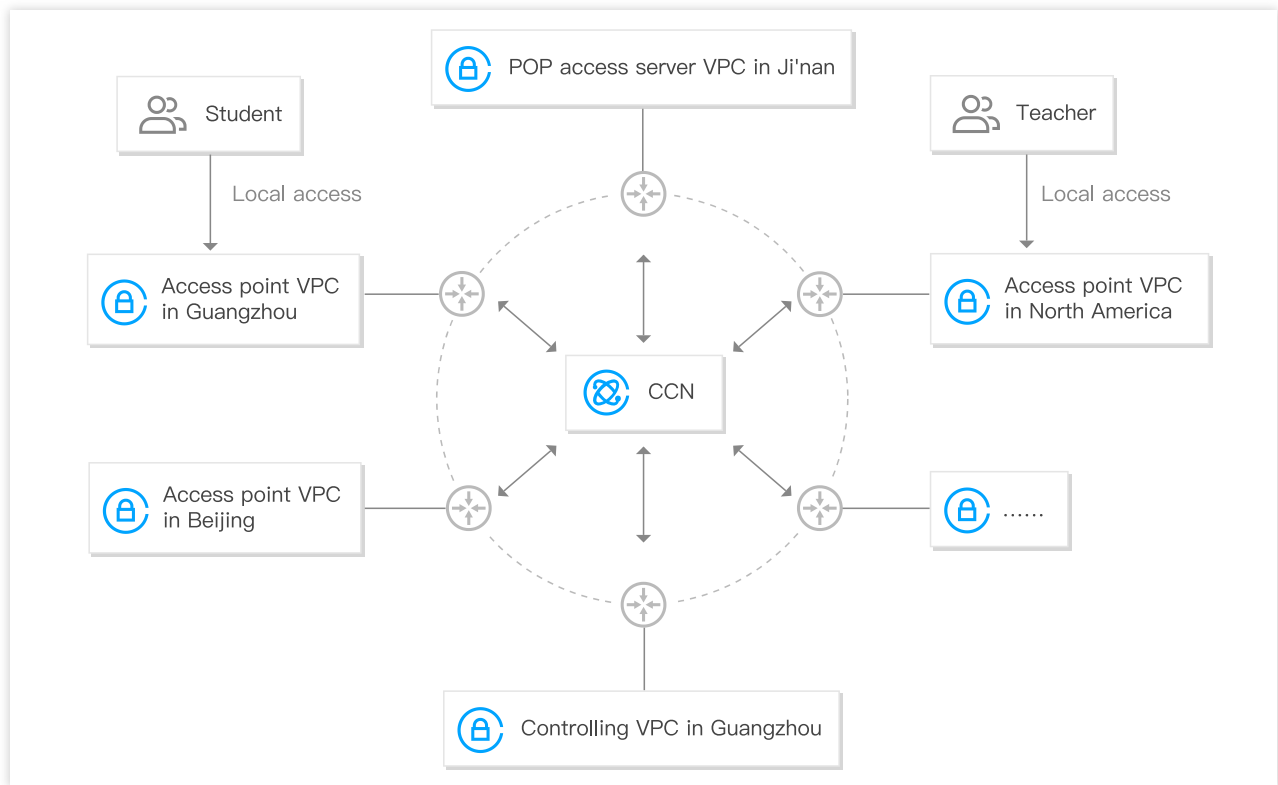 POP access server VPC in Ji'nan
Student
Teacher
Local access
Local access
Access point VPC
in Guangzhou
Access point VPC
in North America
CCN
Access point VPC
in Beijing
......
Controlling VPC in Guangzhou